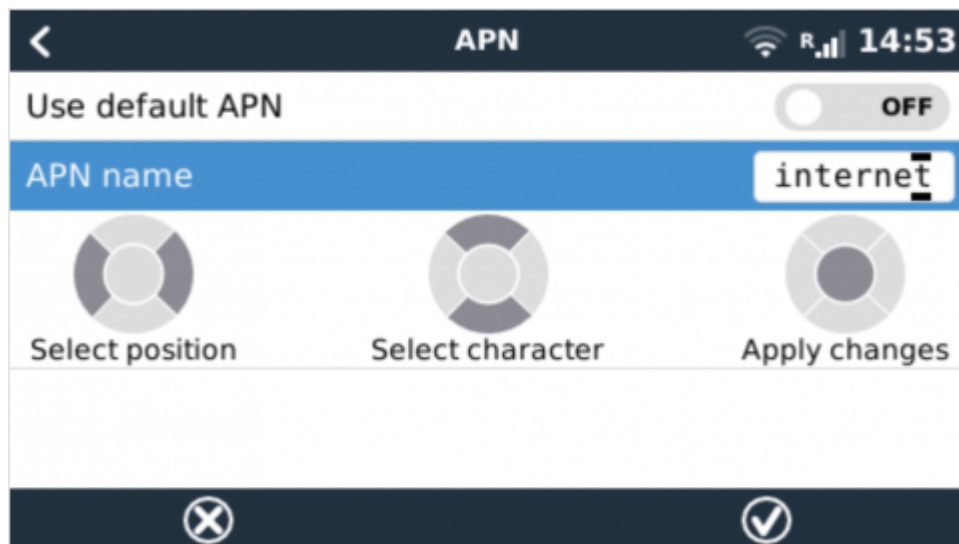 APN R 14:53
Use default APN OFF
APN name internet
Select position Select character Apply changes